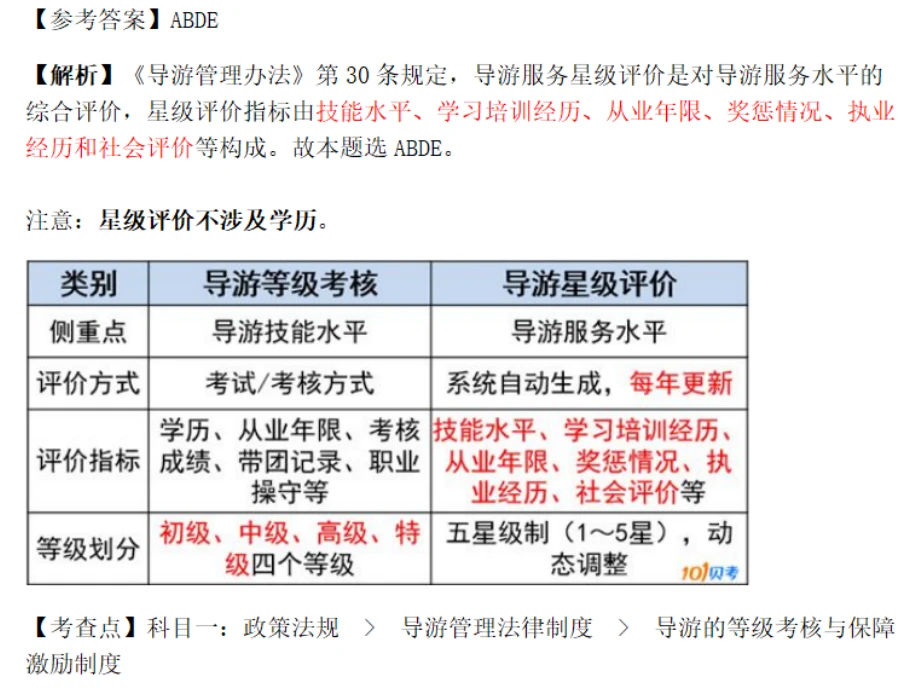 【参考答案】ABDE
【解析】《导游管理办法》第 30 条规定，导游服务星级评价是对导游服务水平的
综合评价，星级评价指标由技能水平、学习培训经历、从业年限、奖惩情况、执业
经历和社会评价等构成。故本题选 ABDE。
注意：星级评价不涉及学历。
类别 导游等级考核 导游星级评价
侧重点 导游技能水平 导游服务水平
评价方式 考试/考核方式 系统自动生成，每年更新
评价指标 学历、从业年限、考核成绩、带团记录、职业操守等 技能水平、学习培训经历、从业年限、奖惩情况、执业经历、社会评价等
等级划分 初级、中级、高级、特级四个等级 五星级制（1～5星），动态调整
101贝考
【考查点】科目一：政策法规 > 导游管理法律制度 > 导游的等级考核与保障
激励制度